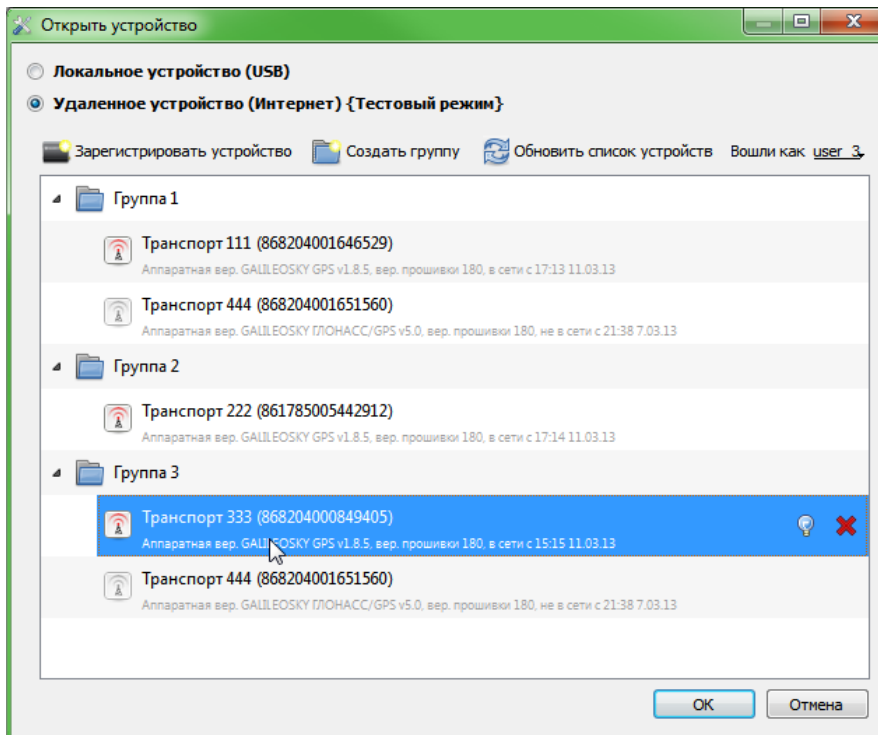 Открыть устройство
Локальное устройство (USB)
Удаленное устройство (Интернет) {Тестовый режим}
Зарегистрировать устройство Создать группу Обновить список устройств Вошли как user_3
Группа 1
Транспорт 111 (868204001646529)
Аппаратная вер. GALILEOSKY GPS v1.8.5, вер. прошивки 180, в сети с 17:13 11.03.13
Транспорт 444 (868204001651560)
Аппаратная вер. GALILEOSKY ГЛОНАСС/GPS v5.0, вер. прошивки 180, не в сети с 21:38 7.03.13
Группа 2
Транспорт 222 (861785005442912)
Аппаратная вер. GALILEOSKY GPS v1.8.5, вер. прошивки 180, в сети с 17:14 11.03.13
Группа 3
Транспорт 333 (868204000849405)
Аппаратная вер. GALILEOSKY GPS v1.8.5, вер. прошивки 180, в сети с 15:15 11.03.13
Транспорт 444 (868204001651560)
Аппаратная вер. GALILEOSKY ГЛОНАСС/GPS v5.0, вер. прошивки 180, не в сети с 21:38 7.03.13
ОК Отмена